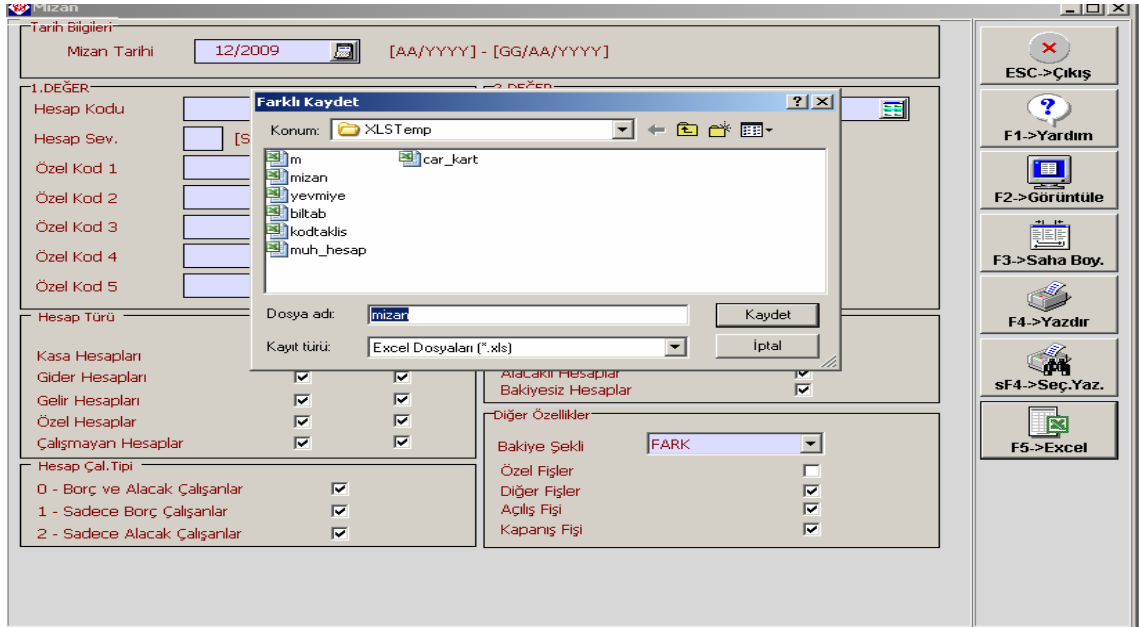 Mizan
Tarih Bilgileri
Mizan Tarihi 12/2009 [AA/YYYY] - [GG/AA/YYYY]
1.DEĞER 2.DEĞER
Hesap Kodu
Hesap Sev. [S
Özel Kod 1
Özel Kod 2
Özel Kod 3
Özel Kod 4
Özel Kod 5
Farklı Kaydet
Konum: XLSTemp
m car_kart
mizan
yevmiye
biltab
kodtaklis
muh_hesap
Dosya adı: mizan Kaydet
Kayıt türü: Excel Dosyaları (*.xls) İptal
Hesap Türü
Kasa Hesapları
Gider Hesapları
Gelir Hesapları
Özel Hesaplar
Çalışmayan Hesaplar
Alacaklı Hesaplar
Bakiyesiz Hesaplar
Hesap Çal.Tipi
0 - Borç ve Alacak Çalışanlar
1 - Sadece Borç Çalışanlar
2 - Sadece Alacak Çalışanlar
Diğer Özellikler
Bakiye Şekli FARK
Özel Fişler
Diğer Fişler
Açılış Fişi
Kapanış Fişi
ESC->Çıkış
F1->Yardım
F2->Görüntüle
F3->Saha Boy.
F4->Yazdır
sF4->Seç.Yaz.
F5->Excel